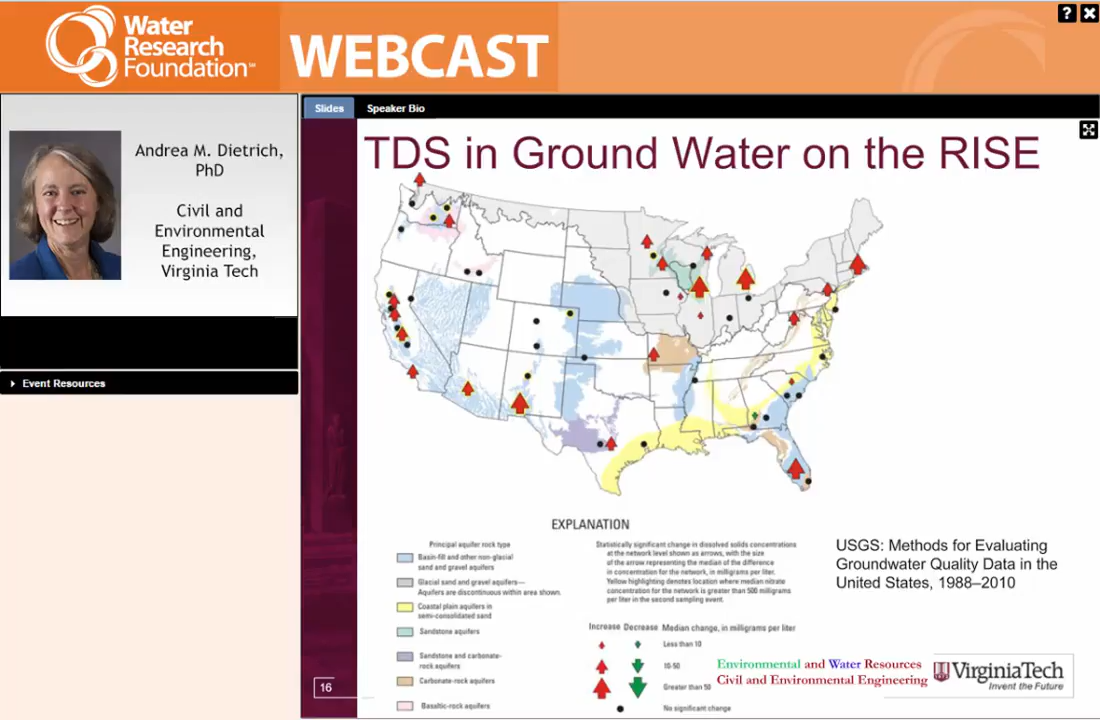 Water
Research
Foundation℠
WEBCAST
?
Slides
Speaker Bio
Andrea M. Dietrich,
PhD
Civil and
Environmental
Engineering,
Virginia Tech
Event Resources
TDS in Ground Water on the RISE
EXPLANATION
Principal aquifer rock type
Basin-fill and other non-glacial
sand and gravel aquifers
Glacial sand and gravel aquifers—
Aquifers are discontinuous within area shown.
Coastal plain aquifers in
semi-consolidated sand
Sandstone aquifers
Sandstone and carbonate-
rock aquifers
Carbonate-rock aquifers
Basaltic-rock aquifers
Statistically significant change in dissolved solids concentrations
at the network level shown as arrows, with the size
of the arrow representing the median of the difference
in concentration for the network, in milligrams per liter.
Yellow highlighting denotes location where median nitrate
concentration for the network is greater than 500 milligrams
per liter in the second sampling event.
Increase Decrease Median change, in milligrams per liter
Less than 10
10-50
Greater than 50
No significant change
USGS: Methods for Evaluating
Groundwater Quality Data in the
United States, 1988–2010
Environmental and Water Resources
Civil and Environmental Engineering
VirginiaTech
Invent the Future
16